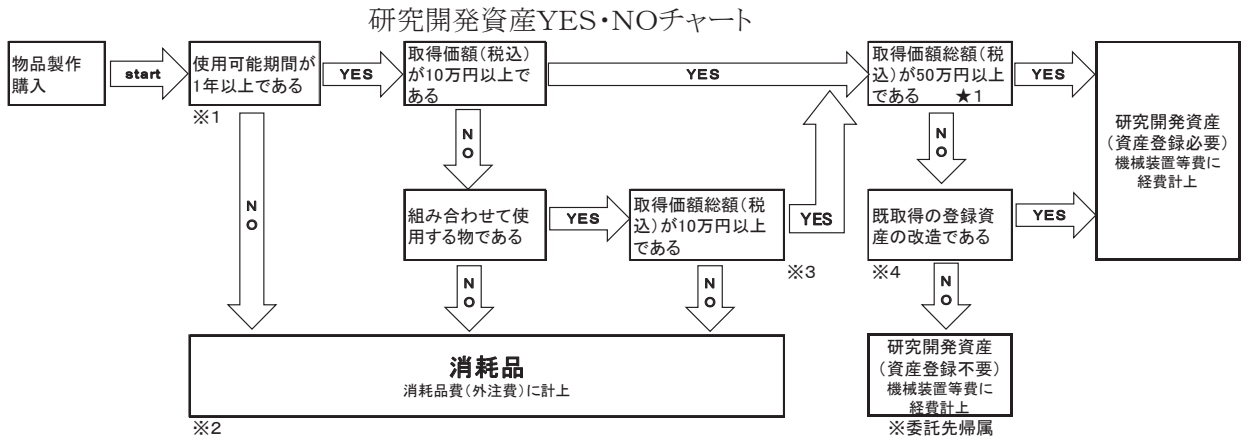 研究開発資産YES・NOチャート
物品製作
購入
start
使用可能期間が
1年以上である
※1
YES
取得価額(税込)
が10万円以上で
ある
YES
取得価額総額(税
込)が50万円以上
である ★1
YES
研究開発資産
(資産登録必要)
機械装置等費に
経費計上
NO
NO
NO
組み合わせて使
用する物である
YES
取得価額総額(税
込)が10万円以上
である
※3
YES
既取得の登録資
産の改造である
※4
YES
NO
NO
NO
消耗品
消耗品費(外注費)に計上
※2
研究開発資産
(資産登録不要)
機械装置等費に
経費計上
※委託先帰属